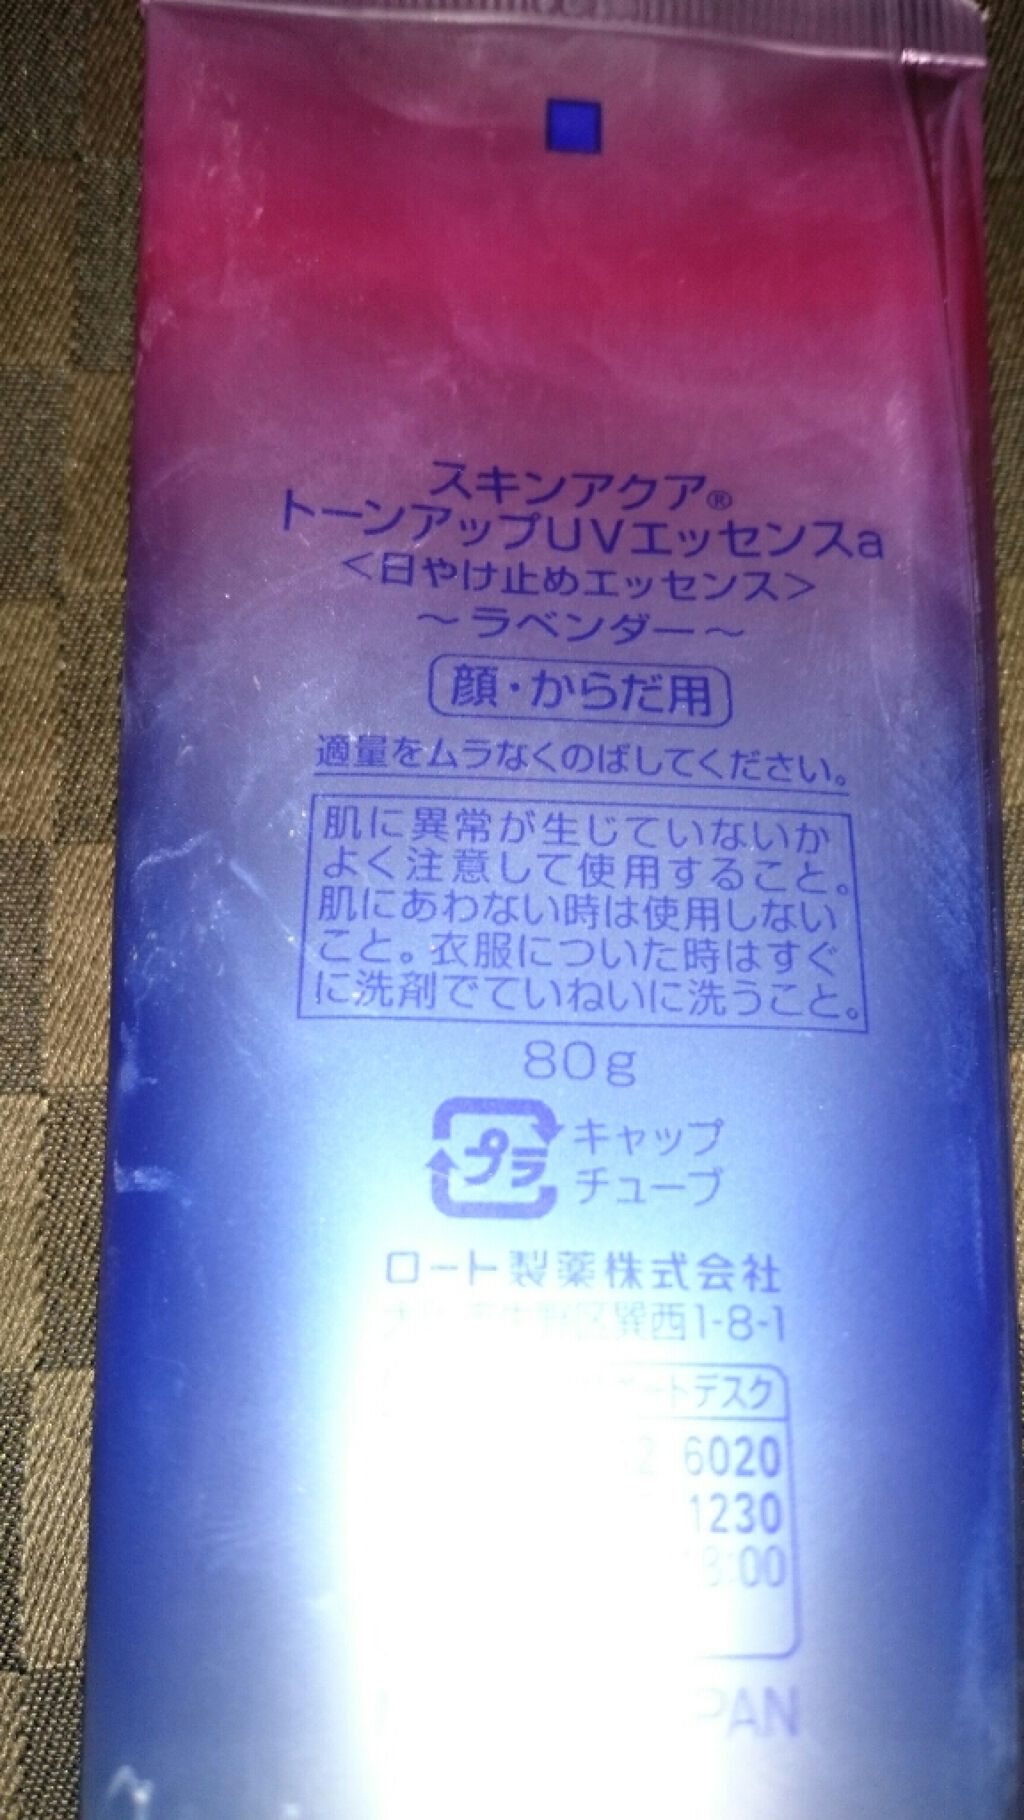 スキンアクア®
トーンアップUVエッセンスa
＜日やけ止めエッセンス＞
～ラベンダー～
顔・からだ用
適量をムラなくのばしてください。
肌に異常が生じていないか
よく注意して使用すること。
肌にあわない時は使用しない
こと。衣服についた時はすぐ
に洗剤でていねいに洗うこと。
80g
プラ キャップ
チューブ
ロート製薬株式会社
区巽西1-8-1
ートデスク
6020
1230
18:00
PAN